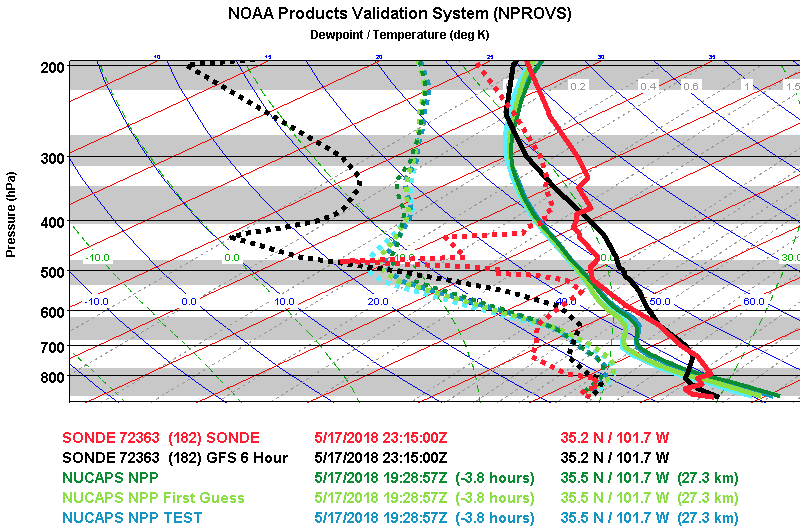 NOAA Products Validation System (NPROVS)
Dewpoint / Temperature (deg K)
20 25 30 35
200
0.2 0.4 0.6 1 1.5
300
Pressure (hPa)
400
-10.0 0.0 30.0
500
-10.0 0.0 10.0 20.0 40.0 50.0 60.0
600
700
800
SONDE 72363 (182) SONDE 5/17/2018 23:15:00Z 35.2 N / 101.7 W
SONDE 72363 (182) GFS 6 Hour 5/17/2018 23:15:00Z 35.2 N / 101.7 W
NUCAPS NPP 5/17/2018 19:28:57Z (-3.8 hours) 35.5 N / 101.7 W (27.3 km)
NUCAPS NPP First Guess 5/17/2018 19:28:57Z (-3.8 hours) 35.5 N / 101.7 W (27.3 km)
NUCAPS NPP TEST 5/17/2018 19:28:57Z (-3.8 hours) 35.5 N / 101.7 W (27.3 km)